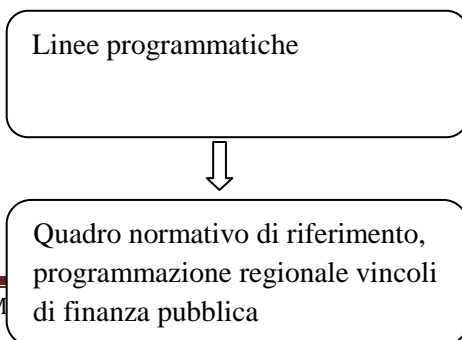 Linee programmatiche
Quadro normativo di riferimento,
programmazione regionale vincoli
di finanza pubblica